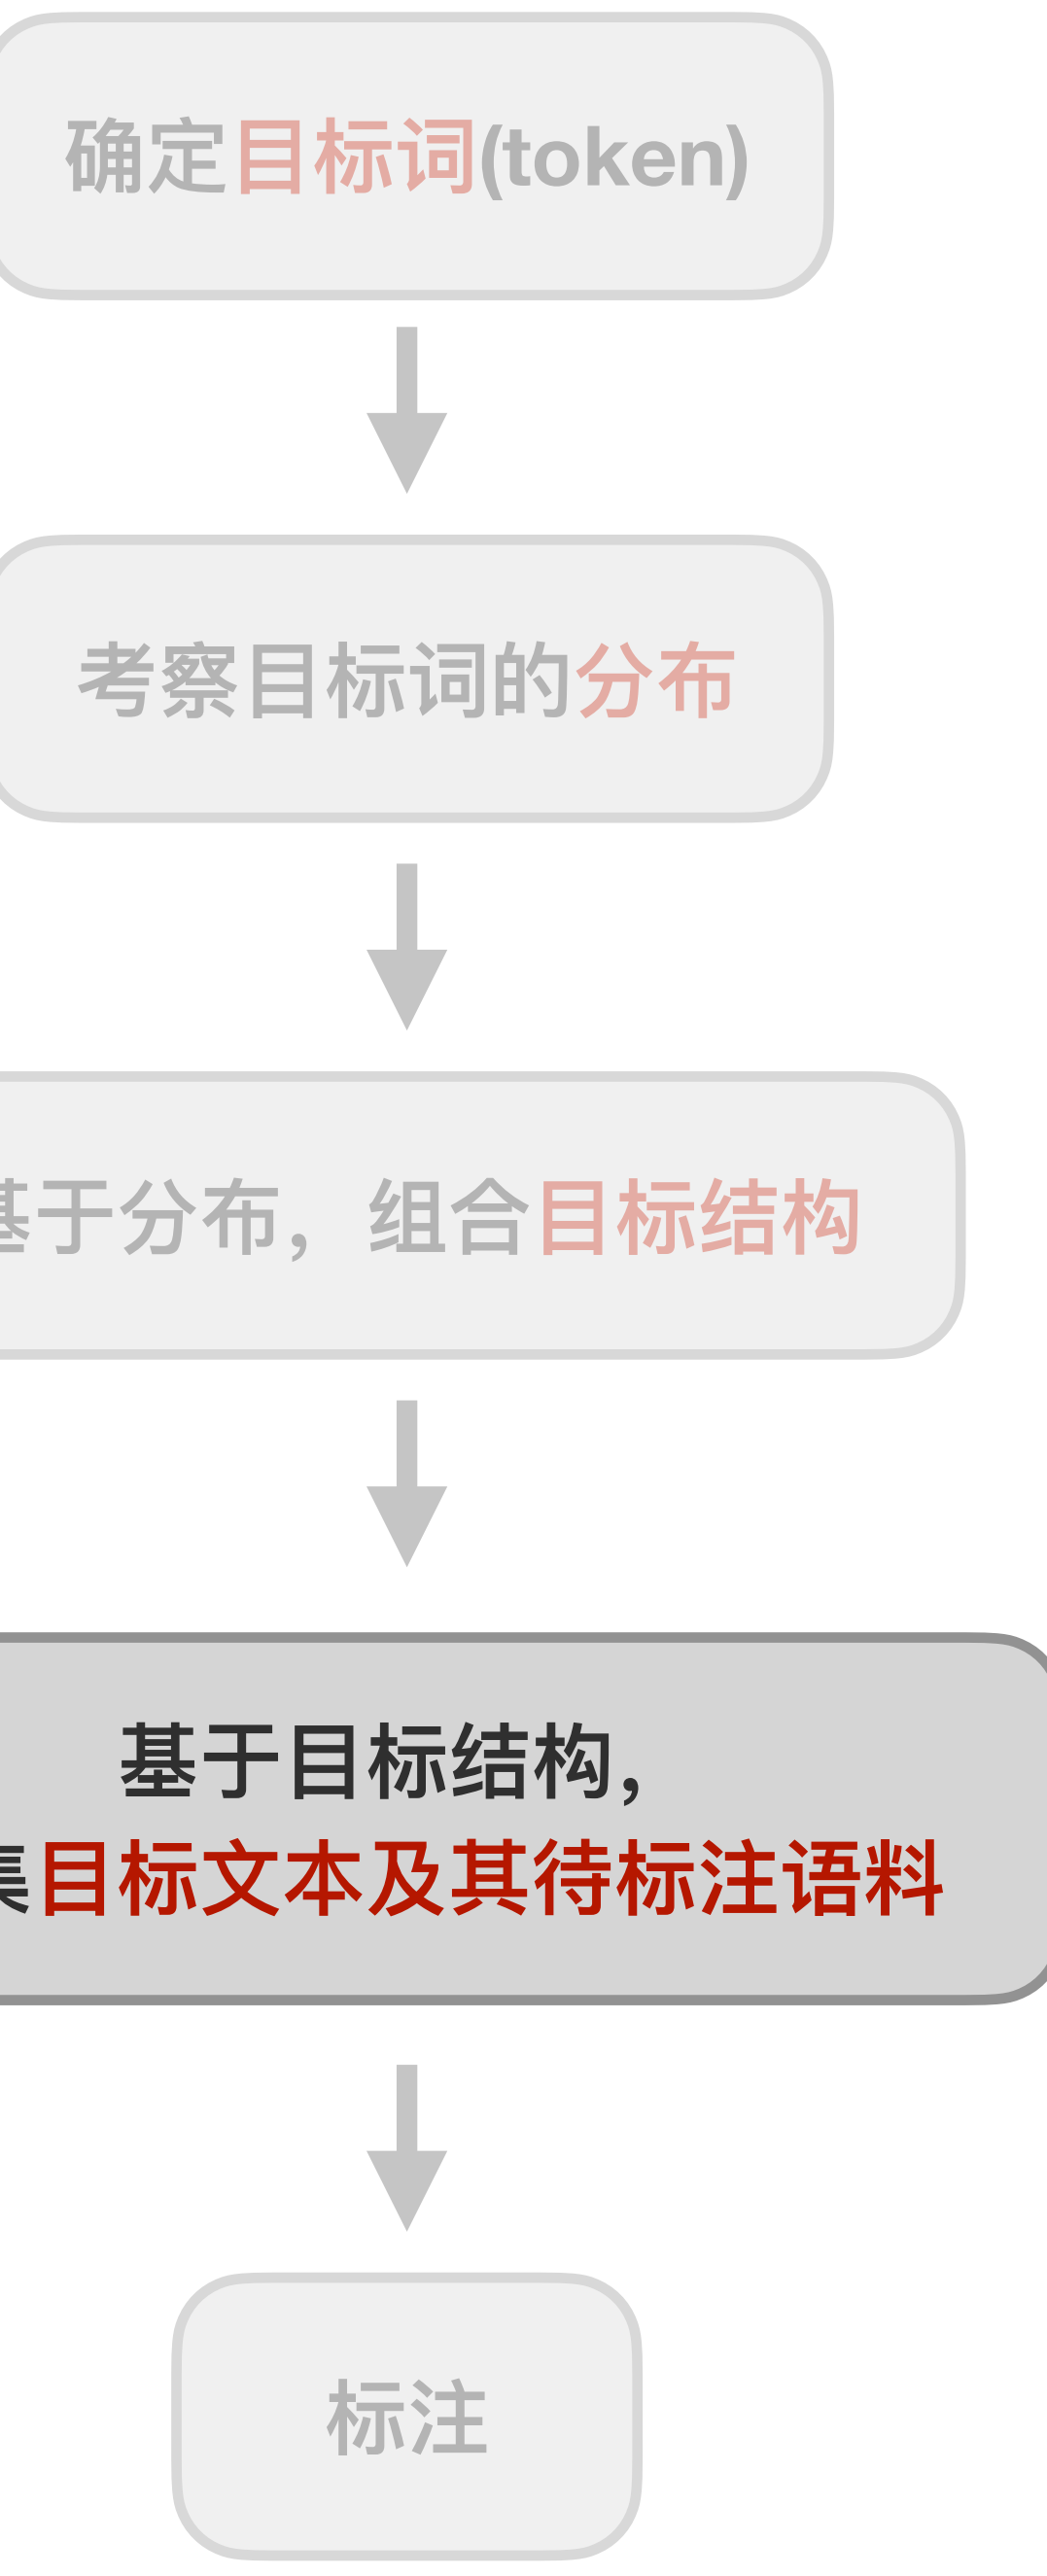 确定目标词(token)
考察目标词的分布
基于分布，组合目标结构
基于目标结构，
集目标文本及其待标注语料
标注